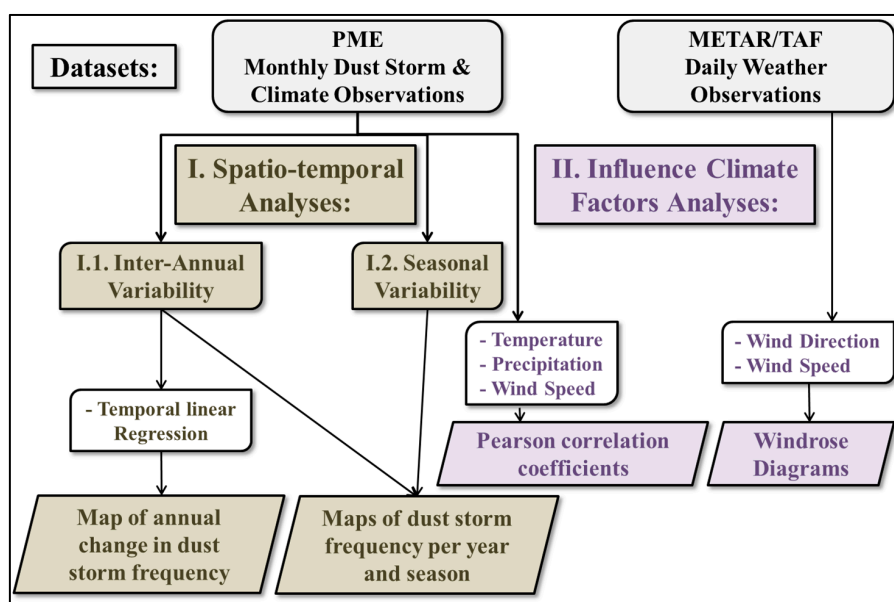 Datasets:
PME
Monthly Dust Storm &
Climate Observations
METAR/TAF
Daily Weather
Observations
I. Spatio-temporal
Analyses:
II. Influence Climate
Factors Analyses:
I.1. Inter-Annual
Variability
I.2. Seasonal
Variability
- Temperature
- Precipitation
- Wind Speed
- Wind Direction
- Wind Speed
- Temporal linear
Regression
Pearson correlation
coefficients
Windrose
Diagrams
Map of annual
change in dust
storm frequency
Maps of dust storm
frequency per year
and season